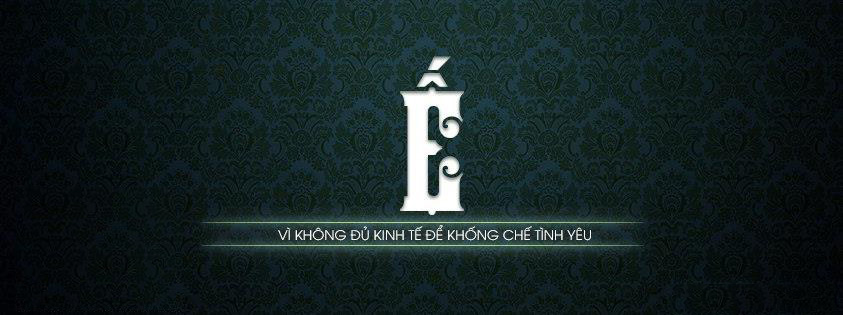 Ế
VÌ KHÔNG ĐỦ KINH TẾ ĐỂ KHỐNG CHẾ TÌNH YÊU